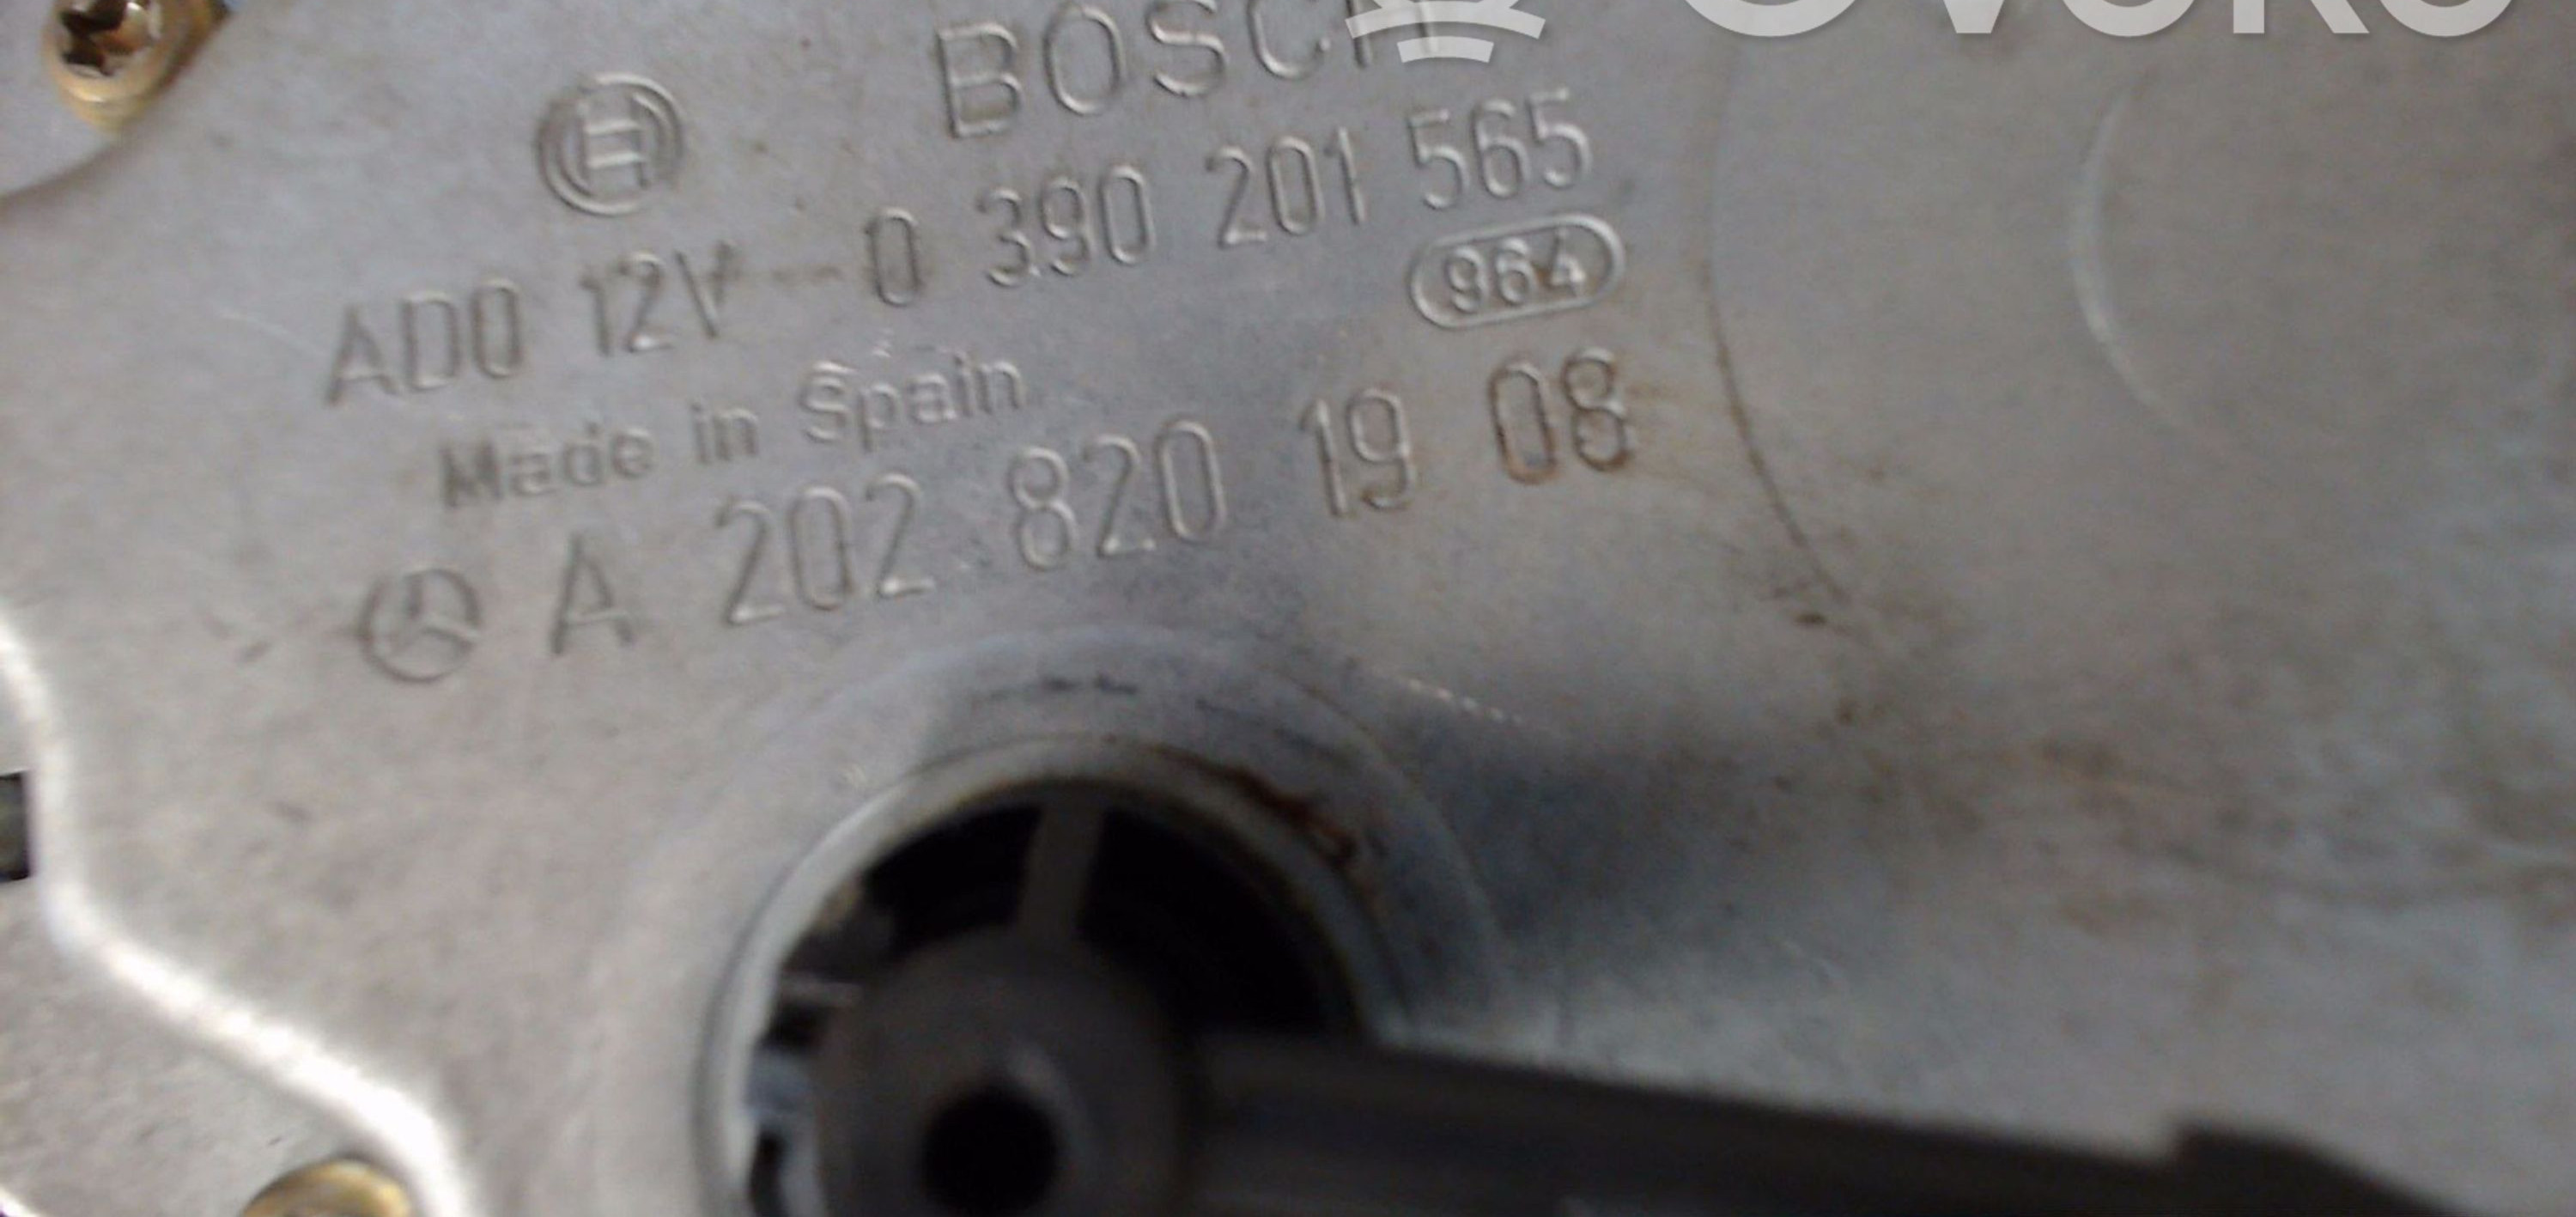 BOSCH
AD0 12V 0 390 201 565
964
Made in Spain
A 202 820 19 08